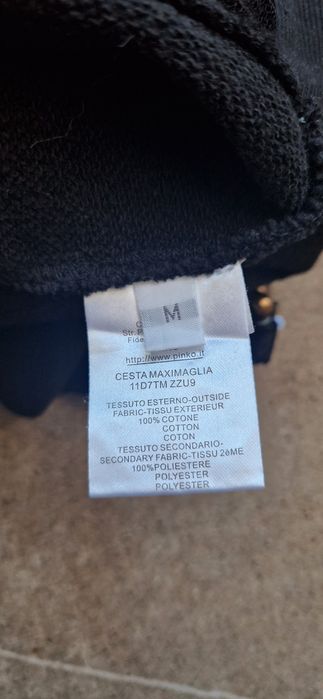 M
http://www.pinko.it
CESTA MAXIMAGLIA
11D7TM ZZU9
TESSUTO ESTERNO-OUTSIDE
FABRIC-TISSU EXTERIEUR
100% COTONE
COTTON
COTON
TESSUTO SECONDARIO-
SECONDARY FABRIC-TISSU 2éME
100%POLIESTERE
POLYESTER
POLYESTER